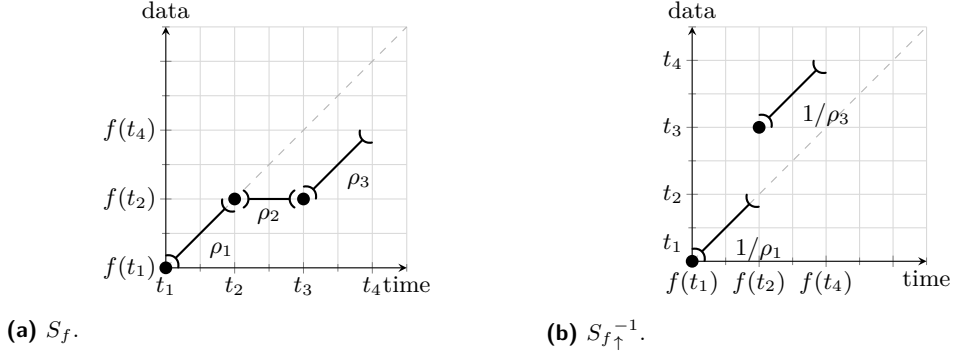 data
f(t₄)
f(t₂)
f(t₁)
ρ₁
ρ₂
ρ₃
t₁ t₂ t₃ t₄ time
(a) S_f.
data
t₄
t₃
t₂
t₁
1/ρ₃
1/ρ₁
f(t₁) f(t₂) f(t₄)
time
(b) S_{f↑^{-1}}.